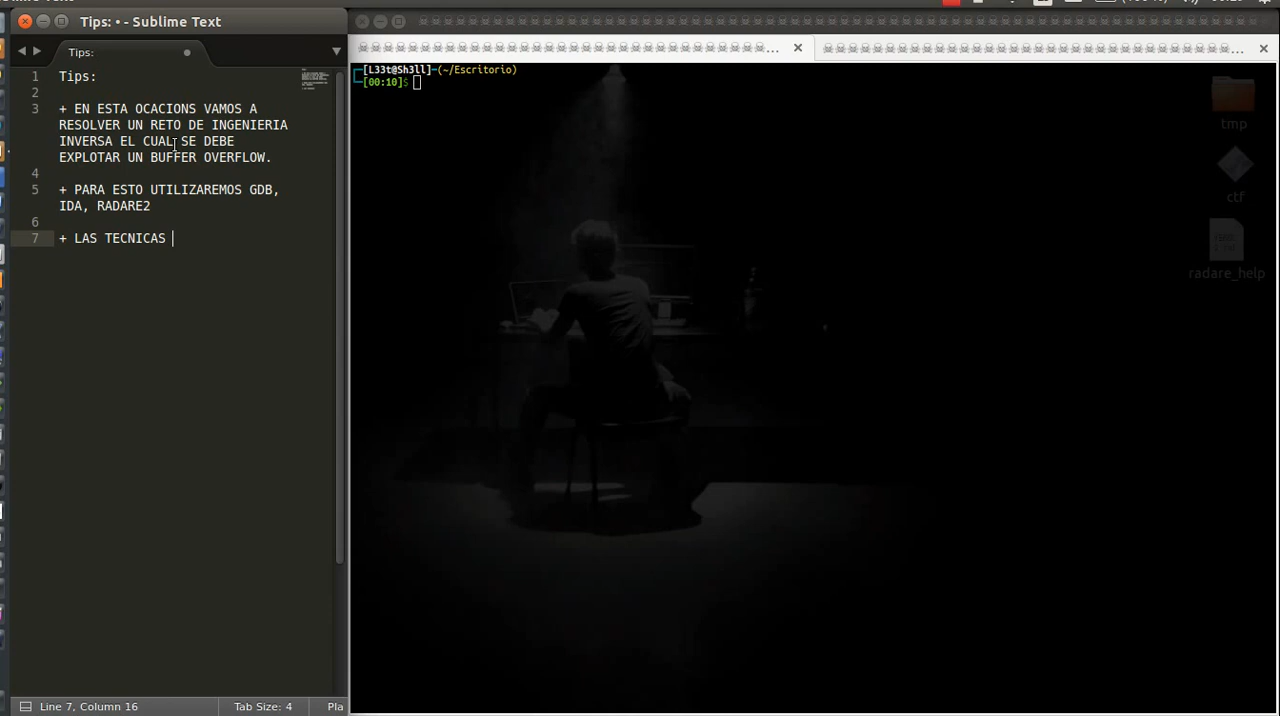 Tips: • - Sublime Text
Tips:
1 Tips:
2
3 + EN ESTA OCACIONS VAMOS A
RESOLVER UN RETO DE INGENIERIA
INVERSA EL CUAL SE DEBE
EXPLOTAR UN BUFFER OVERFLOW.
4
5 + PARA ESTO UTILIZAREMOS GDB,
IDA, RADARE2
6
7 + LAS TECNICAS
Line 7, Column 16
Tab Size: 4
Pla
[L33t@Sh3ll]-(~/Escritorio)
[00:10]$
tmp
ctf
radare_help